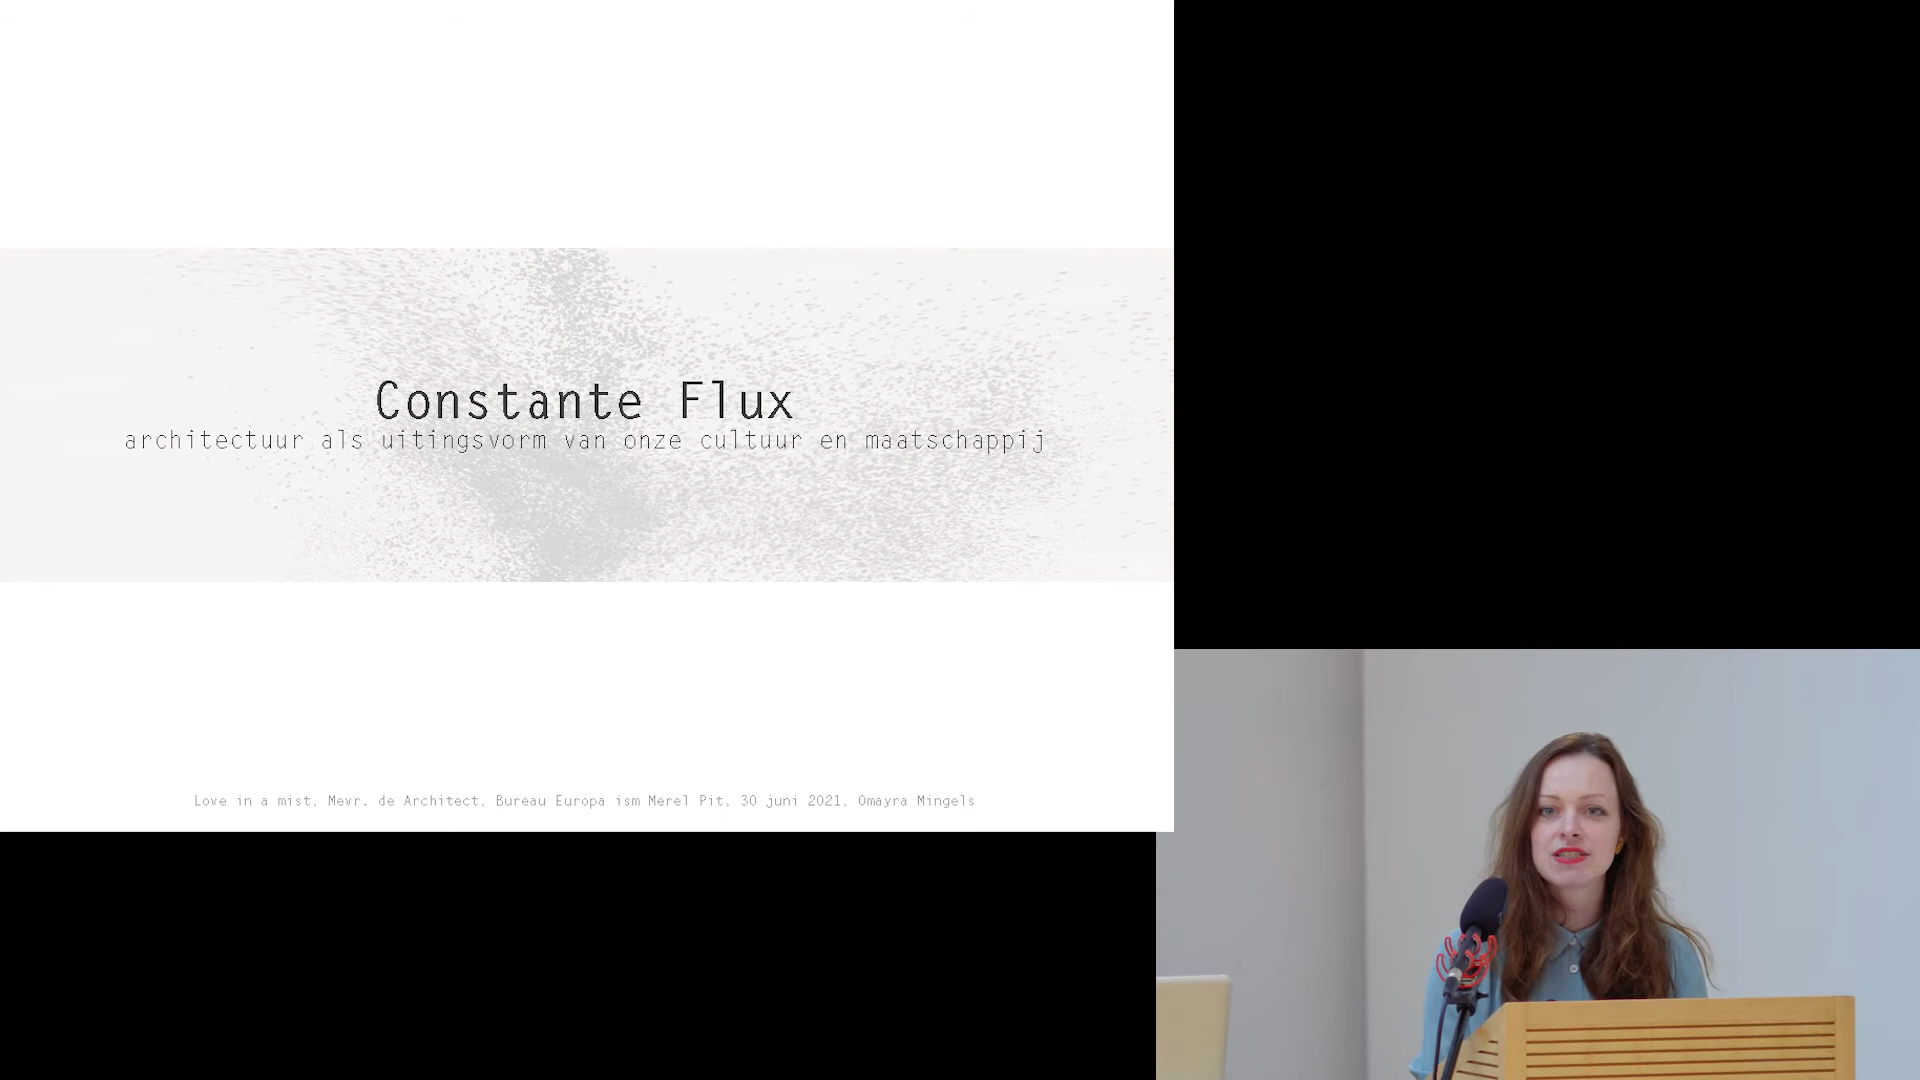 Constante Flux
architectuur als uitingsvorm van onze cultuur en maatschappij
Love in a mist, Mevr. de Architect, Bureau Europa ism Merel Pit, 30 juni 2021, Omayra Mingels